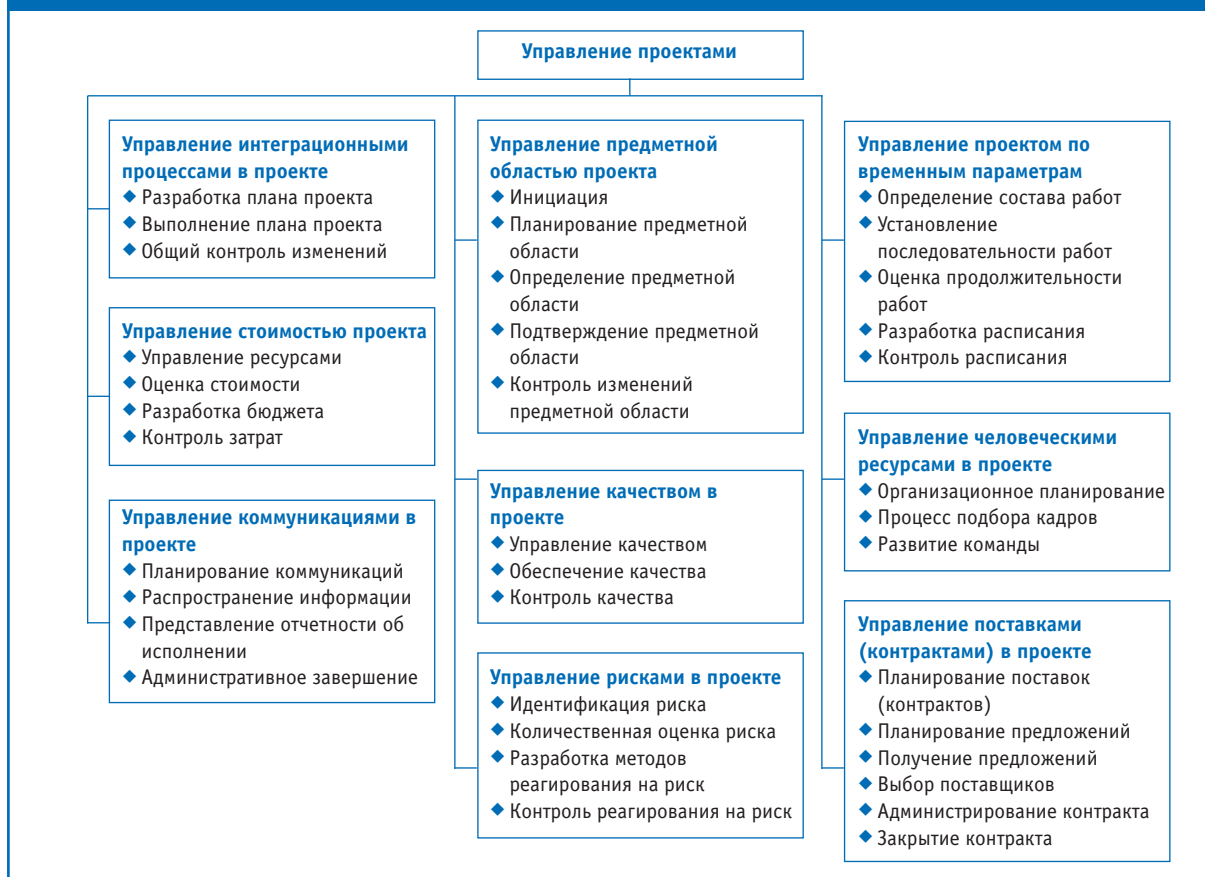 Управление проектами
Управление интеграционными
процессами в проекте
◆ Разработка плана проекта
◆ Выполнение плана проекта
◆ Общий контроль изменений
Управление стоимостью проекта
◆ Управление ресурсами
◆ Оценка стоимости
◆ Разработка бюджета
◆ Контроль затрат
Управление коммуникациями в
проекте
◆ Планирование коммуникаций
◆ Распространение информации
◆ Представление отчетности об
исполнении
◆ Административное завершение
Управление предметной
областью проекта
◆ Инициация
◆ Планирование предметной
области
◆ Определение предметной
области
◆ Подтверждение предметной
области
◆ Контроль изменений
предметной области
Управление качеством в
проекте
◆ Управление качеством
◆ Обеспечение качества
◆ Контроль качества
Управление рисками в проекте
◆ Идентификация риска
◆ Количественная оценка риска
◆ Разработка методов
реагирования на риск
◆ Контроль реагирования на риск
Управление проектом по
временным параметрам
◆ Определение состава работ
◆ Установление
последовательности работ
◆ Оценка продолжительности
работ
◆ Разработка расписания
◆ Контроль расписания
Управление человеческими
ресурсами в проекте
◆ Организационное планирование
◆ Процесс подбора кадров
◆ Развитие команды
Управление поставками
(контрактами) в проекте
◆ Планирование поставок
(контрактов)
◆ Планирование предложений
◆ Получение предложений
◆ Выбор поставщиков
◆ Администрирование контракта
◆ Закрытие контракта